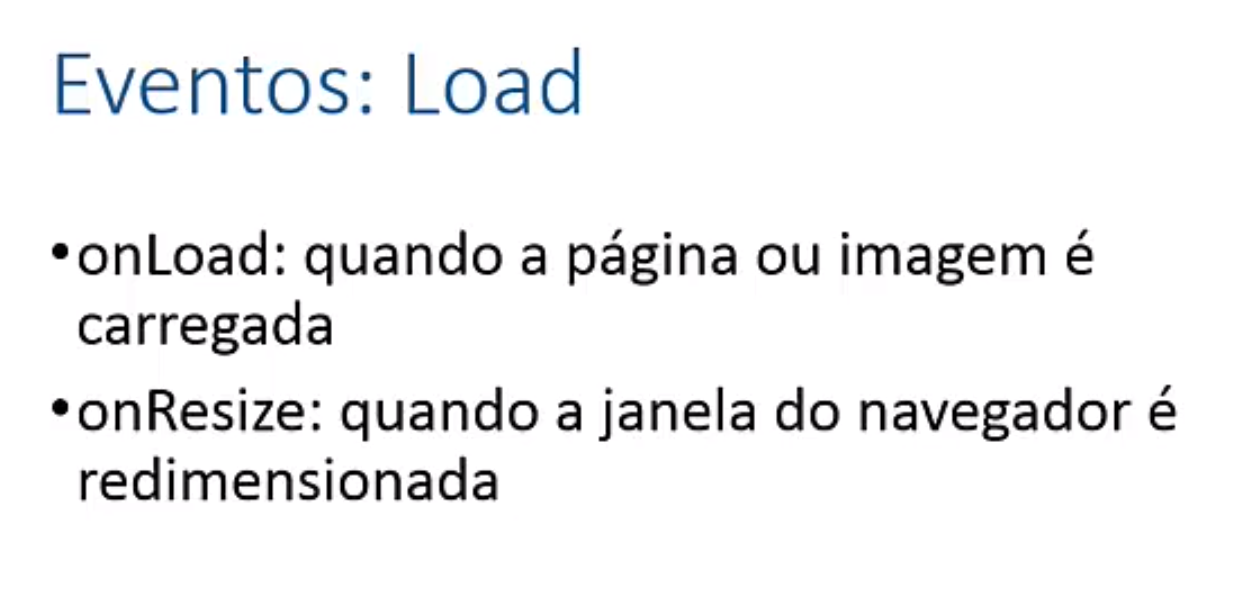 Eventos: Load
•onLoad: quando a página ou imagem é
carregada
•onResize: quando a janela do navegador é
redimensionada